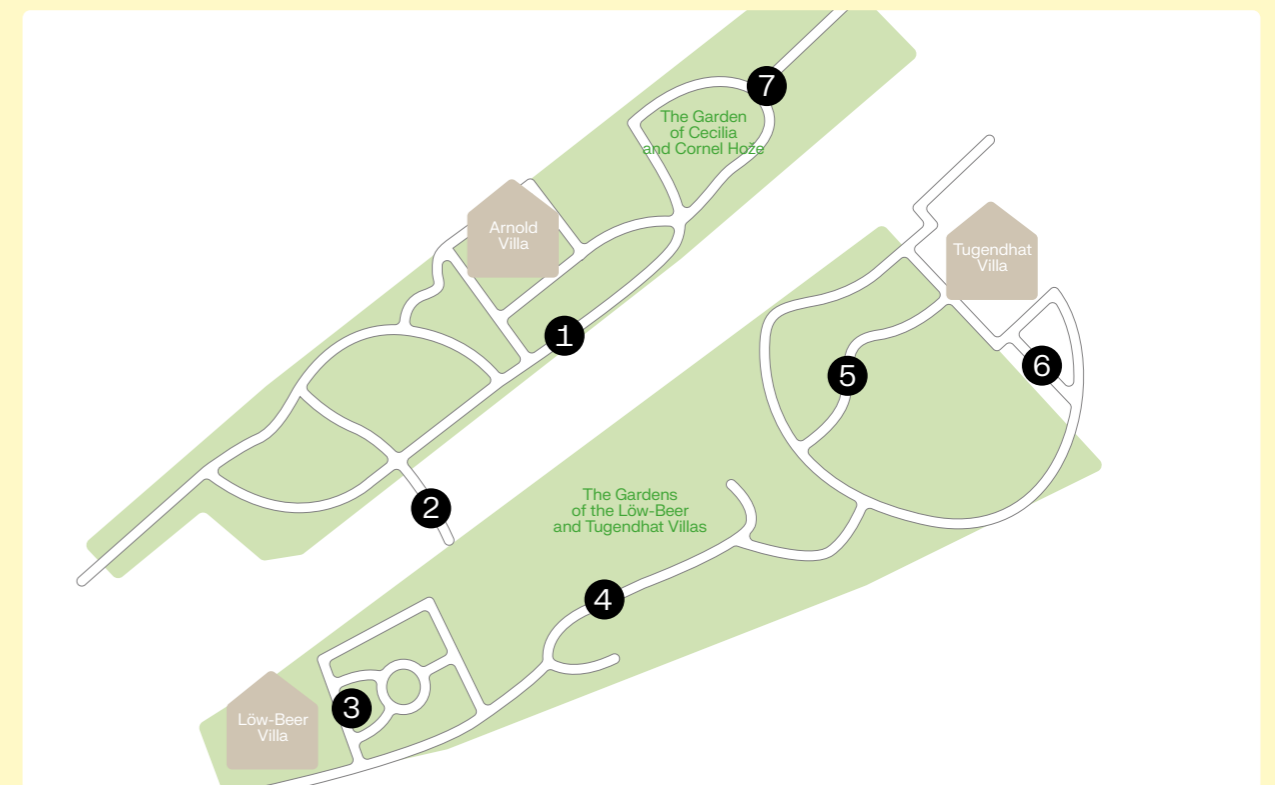 7
The Garden
of Cecilia
and Cornel Hože
Arnold
Villa
Tugendhat
Villa
1
6
5
2
The Gardens
of the Löw-Beer
and Tugendhat Villas
4
3
Löw-Beer
Villa